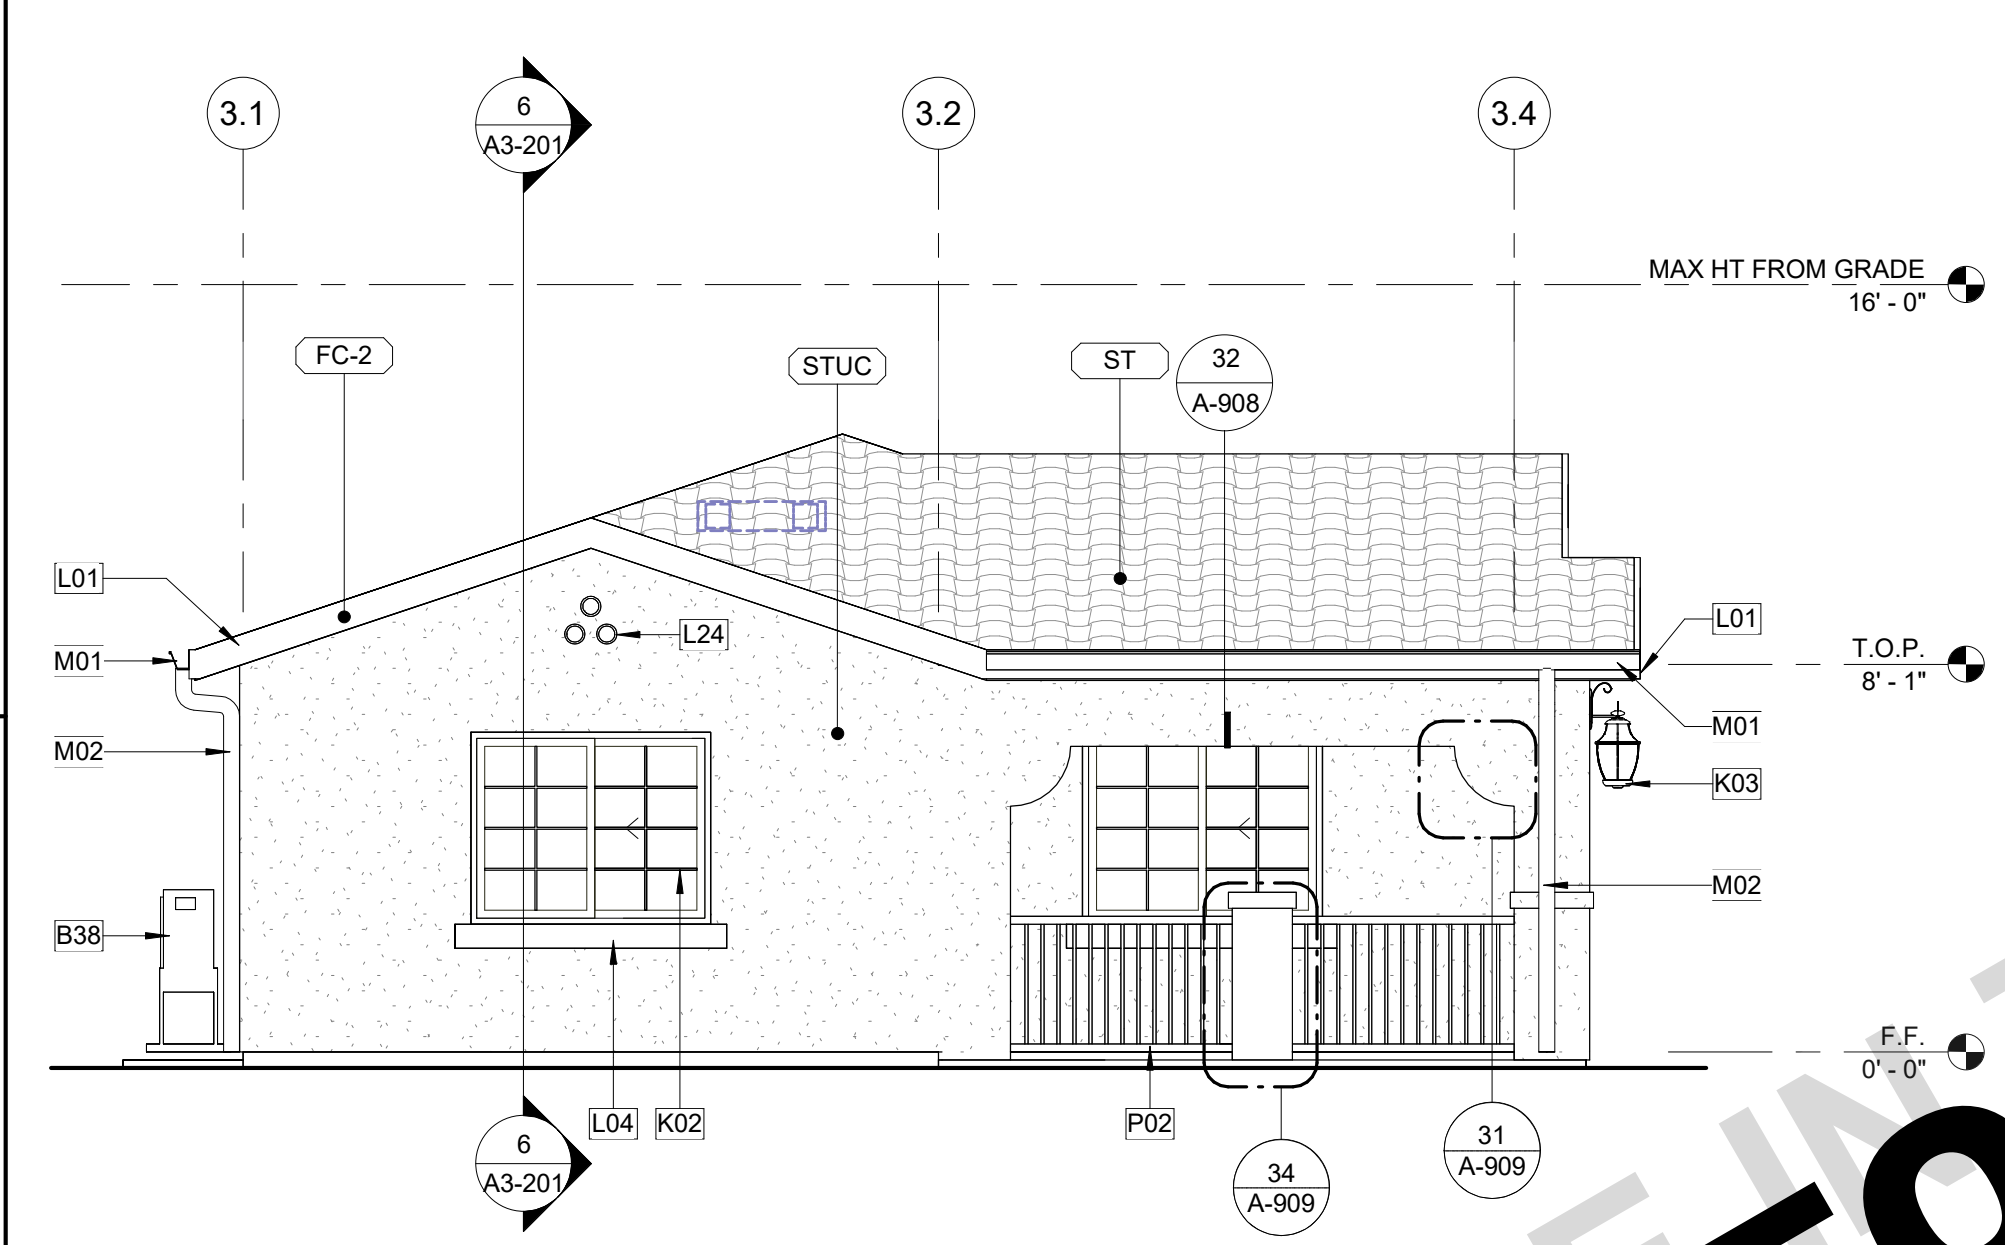 3.1
6
A3-201
3.2
3.4
MAX HT FROM GRADE
16' - 0"
FC-2
STUC
ST
32
A-908
L01
L24
L01
M01
T.O.P.
8' - 1"
M02
M01
K03
M02
B38
F.F.
0' - 0"
L04
K02
P02
6
A3-201
34
A-909
31
A-909